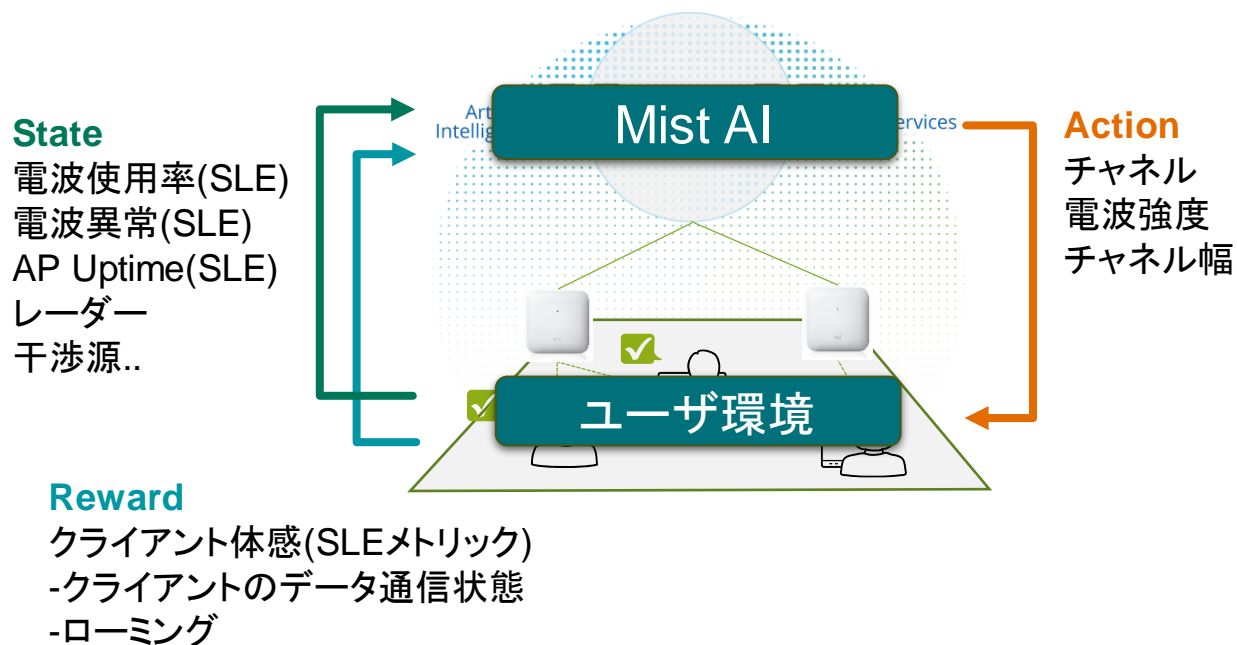 Mist AI
ervices
State
電波使用率(SLE)
電波異常(SLE)
AP Uptime(SLE)
レーダー
干渉源..
Action
チャネル
電波強度
チャネル幅
ユーザ環境
Reward
クライアント体感(SLEメトリック)
-クライアントのデータ通信状態
-ローミング